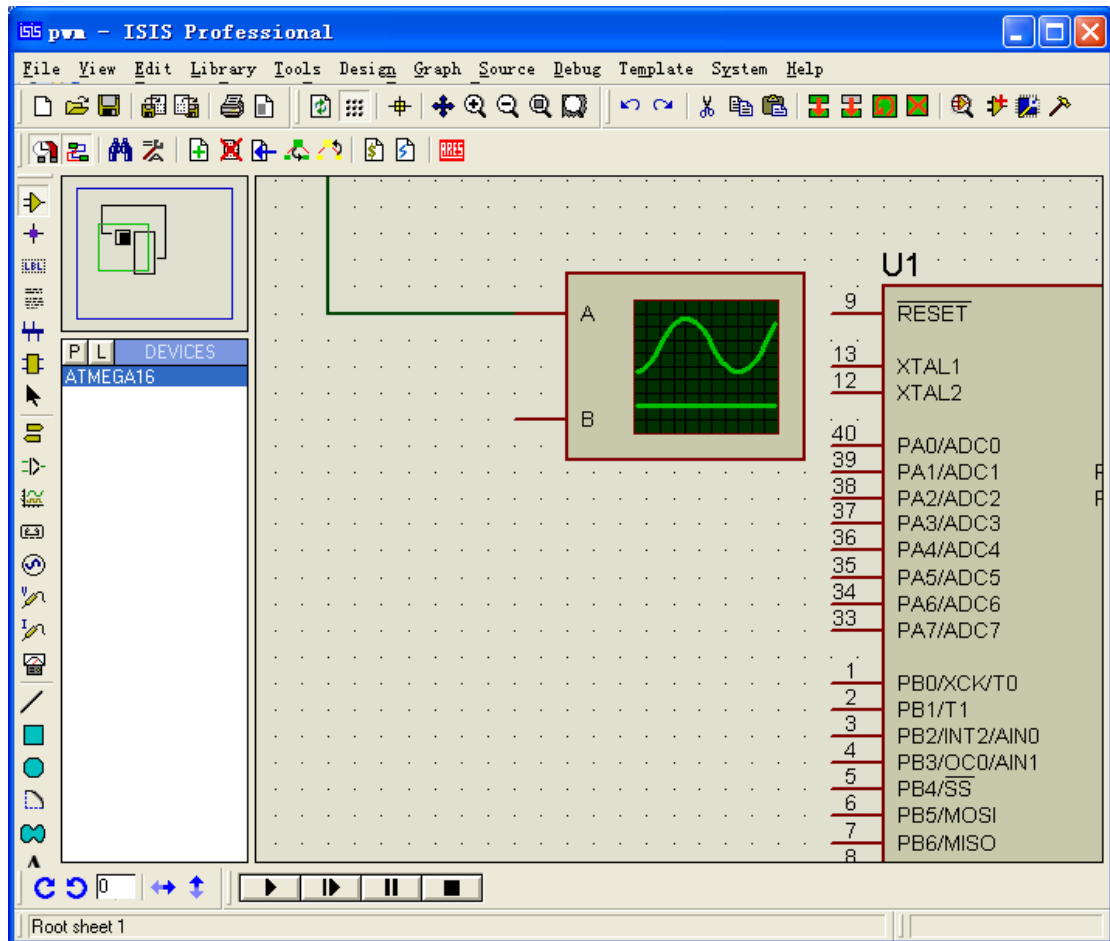 isis pwm - ISIS Professional
File View Edit Library Tools Design Graph Source Debug Template System Help
ARES
LBL
P L DEVICES
ATMEGA16
A
B
U1
9 RESET
13 XTAL1
12 XTAL2
40 PA0/ADC0
39 PA1/ADC1
38 PA2/ADC2
37 PA3/ADC3
36 PA4/ADC4
35 PA5/ADC5
34 PA6/ADC6
33 PA7/ADC7
1 PB0/XCK/T0
2 PB1/T1
3 PB2/INT2/AIN0
4 PB3/OC0/AIN1
5 PB4/SS
6 PB5/MOSI
7 PB6/MISO
8
0
Root sheet 1